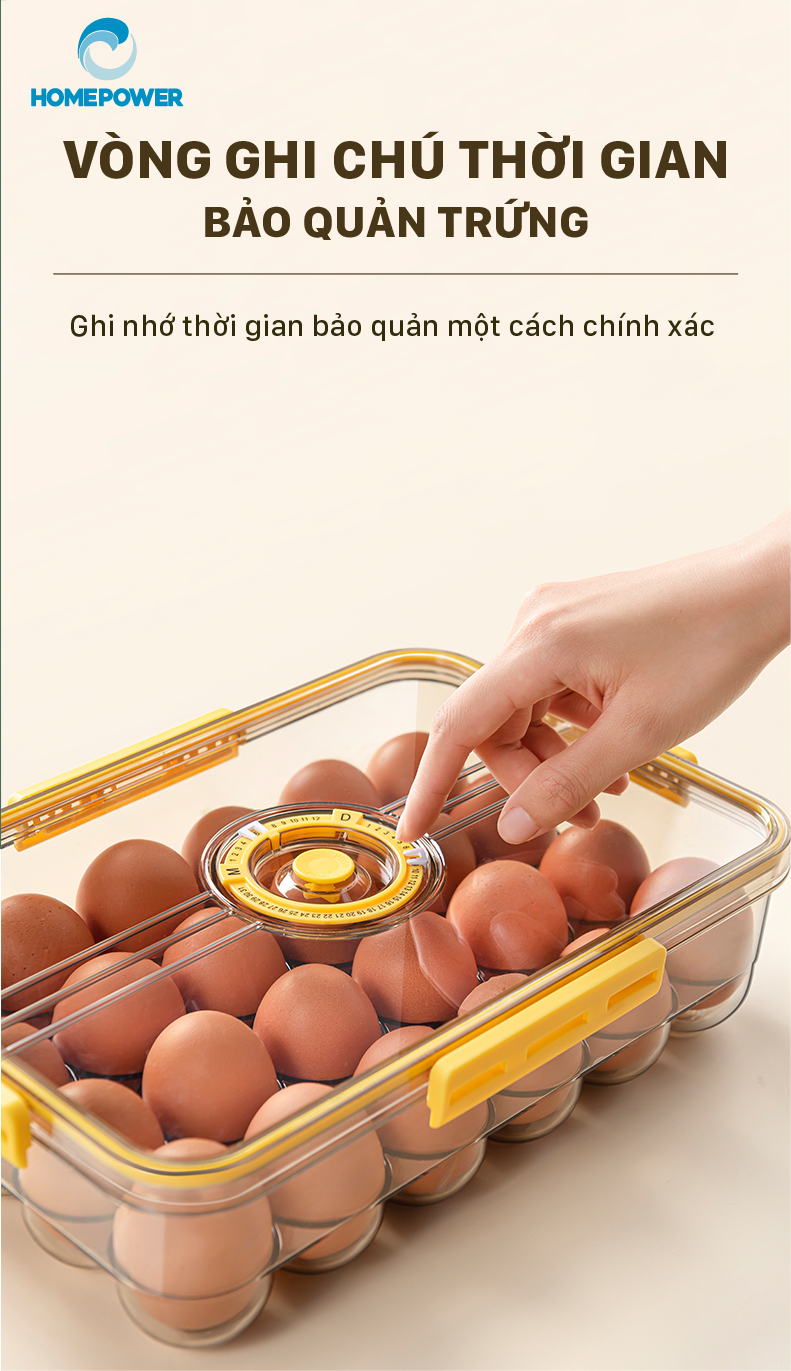 HOMEPOWER
VÒNG GHI CHÚ THỜI GIAN
BẢO QUẢN TRỨNG
Ghi nhớ thời gian bảo quản một cách chính xác
D
M